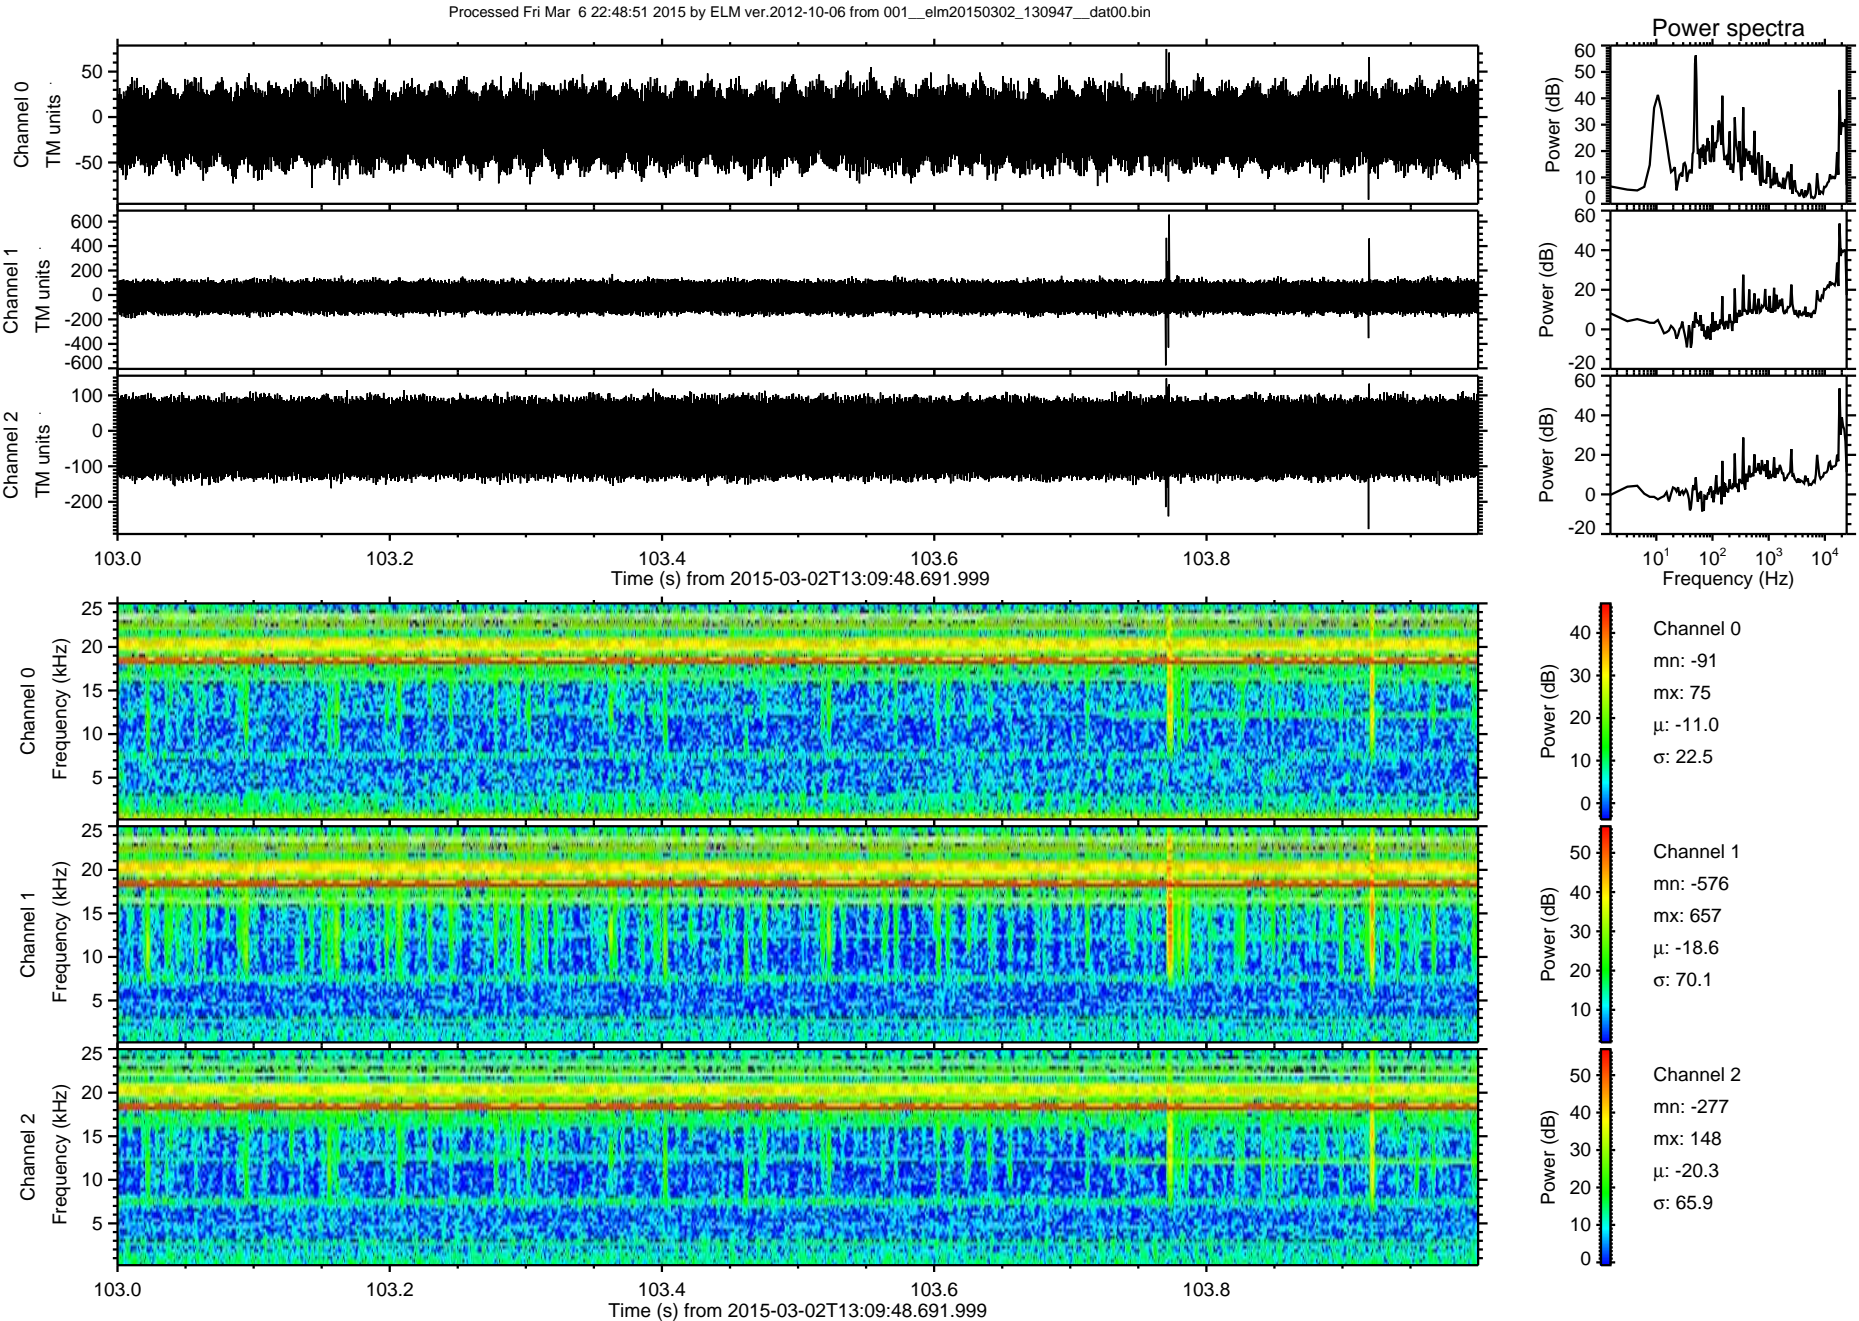 Processed Fri Mar 6 22:48:51 2015 by ELM ver.2012-10-06 from 001__elm20150302_130947__dat00.bin
Power spectra
Channel 0
TM units
50
0
-50
Power (dB)
60
50
40
30
20
10
0
Channel 1
TM units
600
400
200
0
-200
-400
-600
Power (dB)
60
40
20
0
-20
Channel 2
TM units
100
0
-100
-200
Power (dB)
60
40
20
0
-20
103.0 103.2 103.4 103.6 103.8
Time (s) from 2015-03-02T13:09:48.691.999
10¹ 10² 10³ 10⁴
Frequency (Hz)
Channel 0
Frequency (kHz)
25
20
15
10
5
Power (dB)
40
30
20
10
0
Channel 0
mn: -91
mx: 75
μ: -11.0
σ: 22.5
Channel 1
Frequency (kHz)
25
20
15
10
5
Power (dB)
50
40
30
20
10
Channel 1
mn: -576
mx: 657
μ: -18.6
σ: 70.1
Channel 2
Frequency (kHz)
25
20
15
10
5
Power (dB)
50
40
30
20
10
0
Channel 2
mn: -277
mx: 148
μ: -20.3
σ: 65.9
103.0 103.2 103.4 103.6 103.8
Time (s) from 2015-03-02T13:09:48.691.999